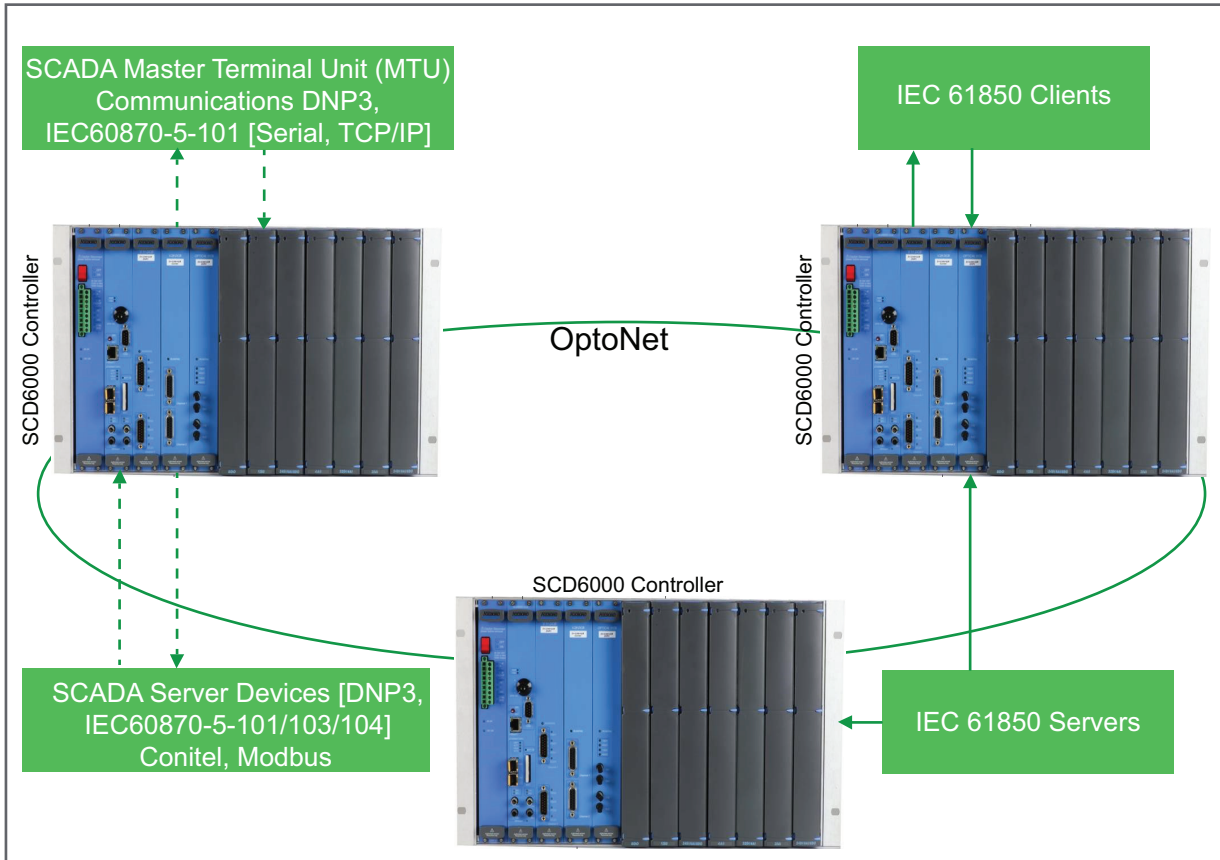 SCADA Master Terminal Unit (MTU)
Communications DNP3,
IEC60870-5-101 [Serial, TCP/IP]
IEC 61850 Clients
SCD6000 Controller
OptoNet
SCD6000 Controller
SCD6000 Controller
SCADA Server Devices [DNP3,
IEC60870-5-101/103/104]
Conitel, Modbus
IEC 61850 Servers